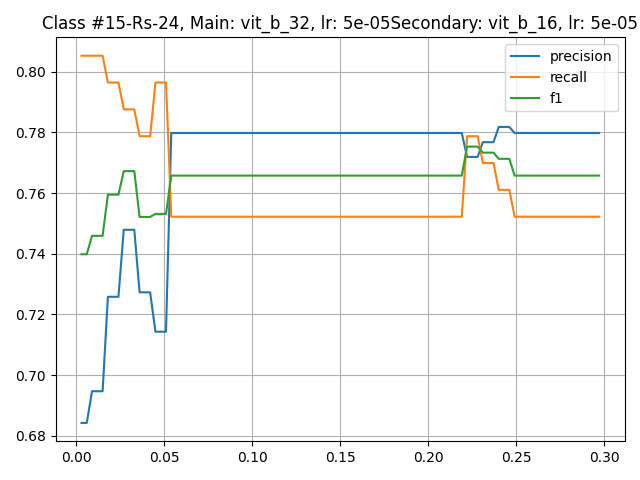 Class #15-Rs-24, Main: vit_b_32, lr: 5e-05Secondary: vit_b_16, lr: 5e-05
precision
recall
f1
0.80
0.78
0.76
0.74
0.72
0.70
0.68
0.00 0.05 0.10 0.15 0.20 0.25 0.30